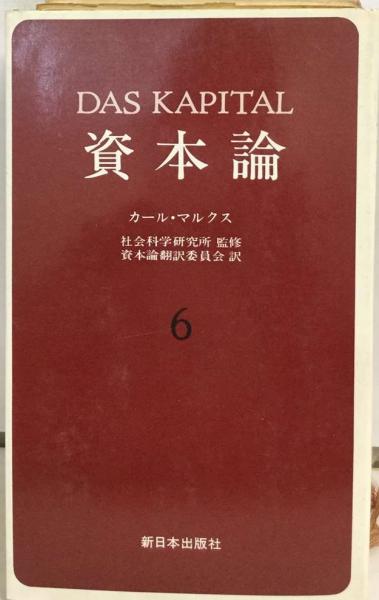 DAS KAPITAL
資本論
カール・マルクス
社会科学研究所 監修
資本論翻訳委員会 訳
6
新日本出版社